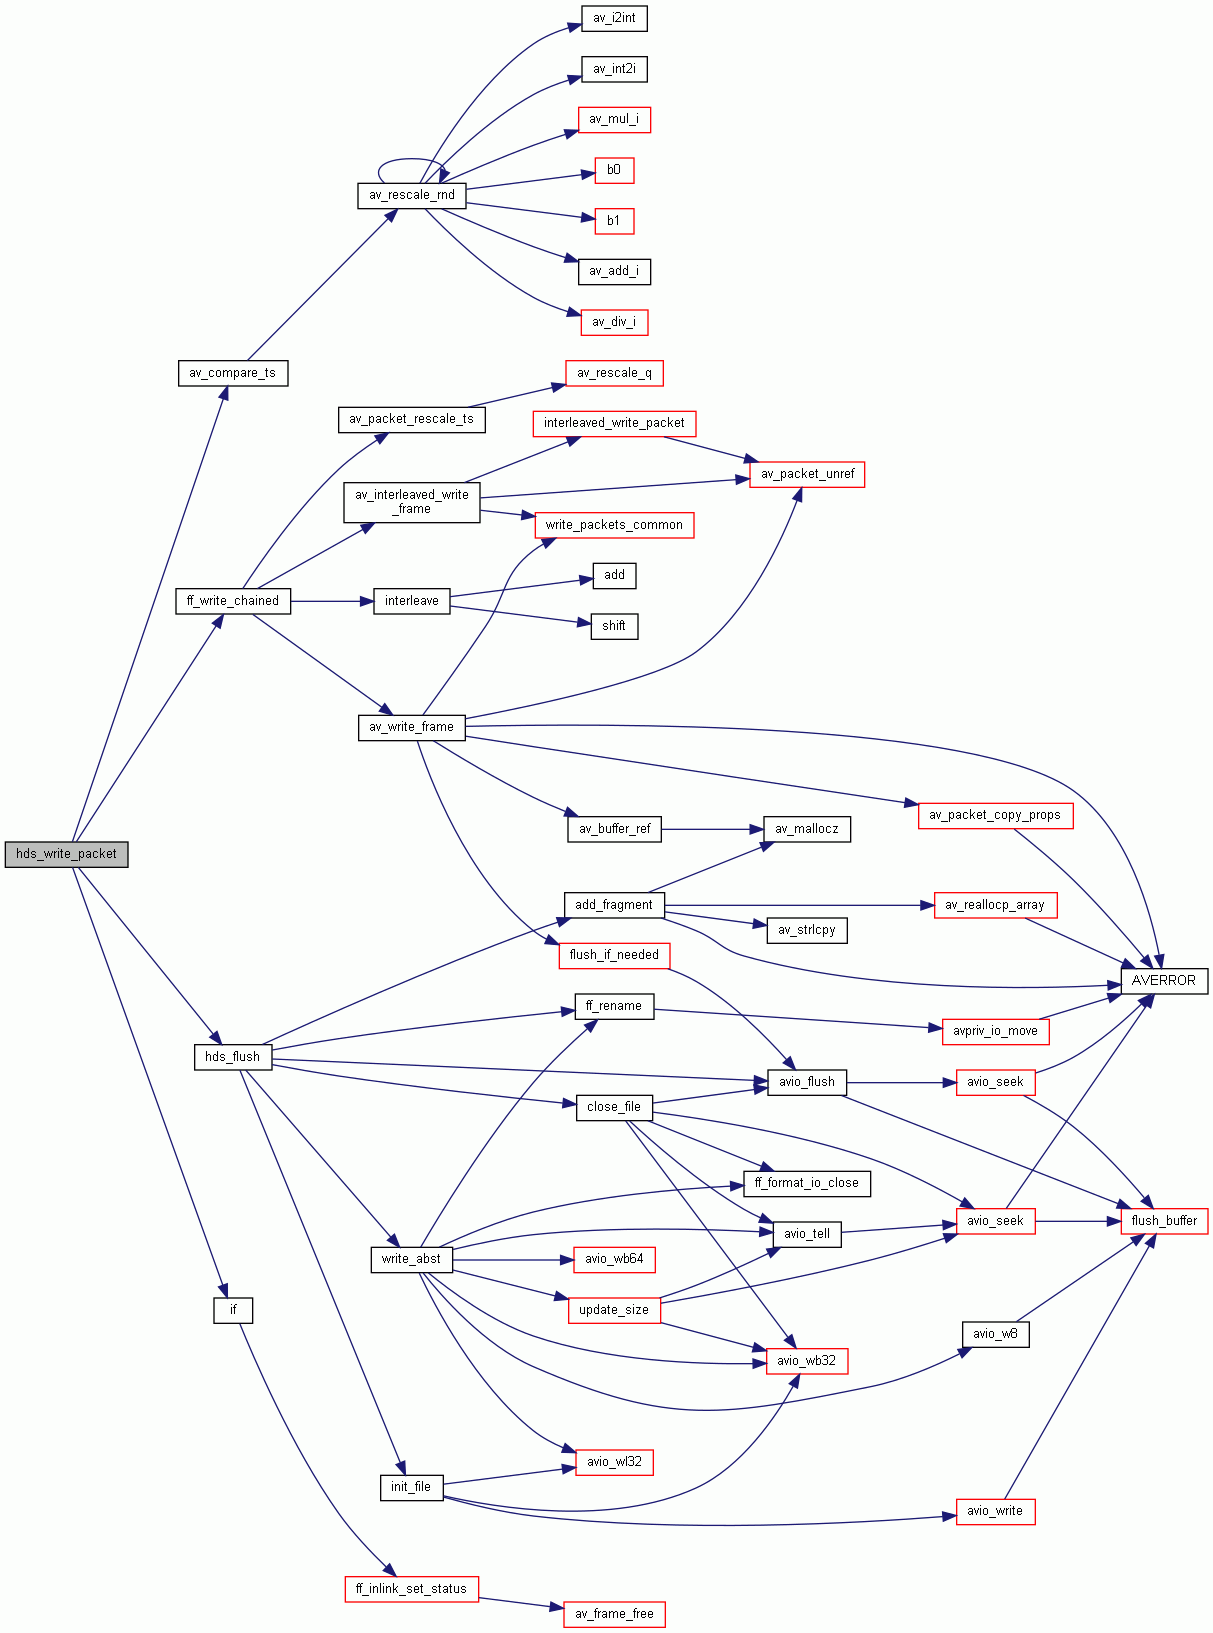 av_i2int
av_int2i
av_mul_i
b0
av_rescale_rnd
b1
av_add_i
av_div_i
av_compare_ts
av_rescale_q
av_packet_rescale_ts
interleaved_write_packet
av_packet_unref
av_interleaved_write
_frame
write_packets_common
add
ff_write_chained
interleave
shift
av_write_frame
av_packet_copy_props
av_buffer_ref
av_mallocz
hds_write_packet
add_fragment
av_reallocp_array
av_strlcpy
flush_if_needed
AVERROR
ff_rename
avpriv_io_move
hds_flush
avio_flush
avio_seek
close_file
ff_format_io_close
avio_seek
flush_buffer
avio_tell
write_abst
avio_wb64
if
update_size
avio_w8
avio_wb32
avio_wl32
init_file
avio_write
ff_inlink_set_status
av_frame_free